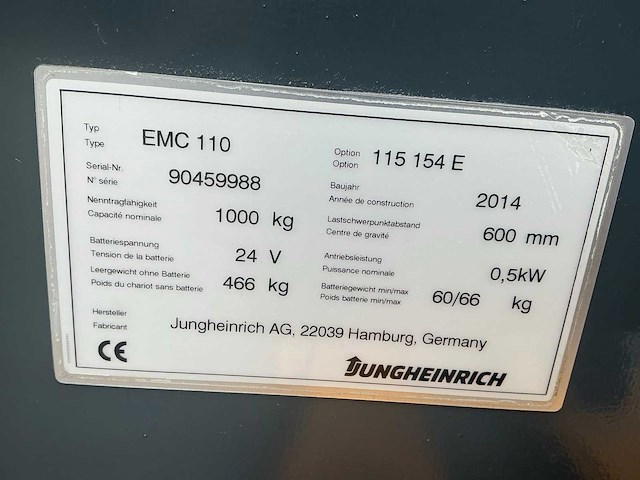 Typ
Type EMC 110
Option
Option 115 154 E
Serial-Nr.
N° série 90459988
Baujahr
Année de construction 2014
Nenntragfähigkeit
Capacité nominale 1000 kg
Lastschwerpunktabstand
Centre de gravité 600 mm
Batteriespannung
Tension de la batterie 24 V
Antriebsleistung
Puissance nominale 0,5kW
Leergewicht ohne Batterie
Poids du chariot sans batterie 466 kg
Batteriegewicht min/max
Poids batterie min/max 60/66 kg
Hersteller
Fabricant Jungheinrich AG, 22039 Hamburg, Germany
CE JUNGHEINRICH